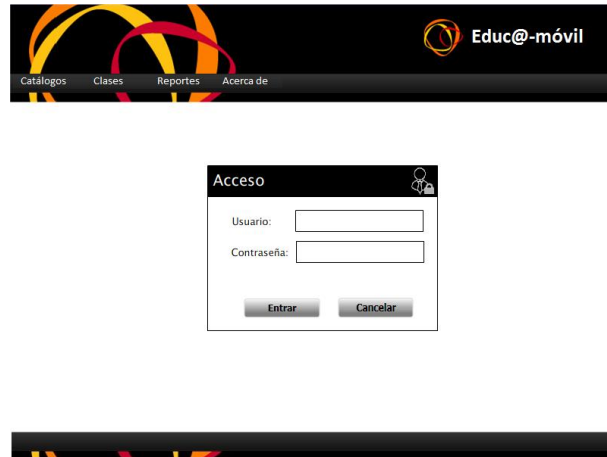 Educ@-móvil
Catálogos Clases Reportes Acerca de
Acceso
Usuario:
Contraseña:
Entrar Cancelar